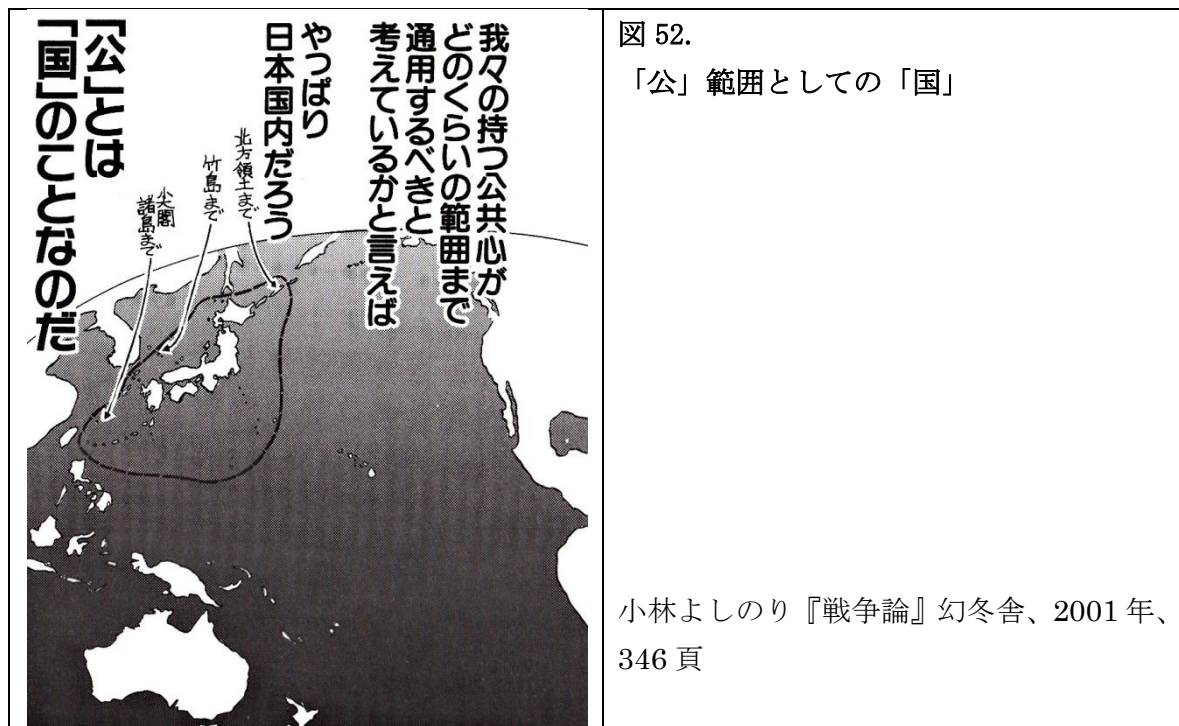 我々の持つ公共心が
どのくらいの範囲まで
通用するべきと
考えているかと言えば
やっぱり
日本国内だろう
北方領土まで
竹島まで
尖閣
諸島まで
「公」とは
「国」のことなのだ
図 52.
「公」範囲としての「国」
小林よしのり『戦争論』幻冬舎、2001 年、
346 頁